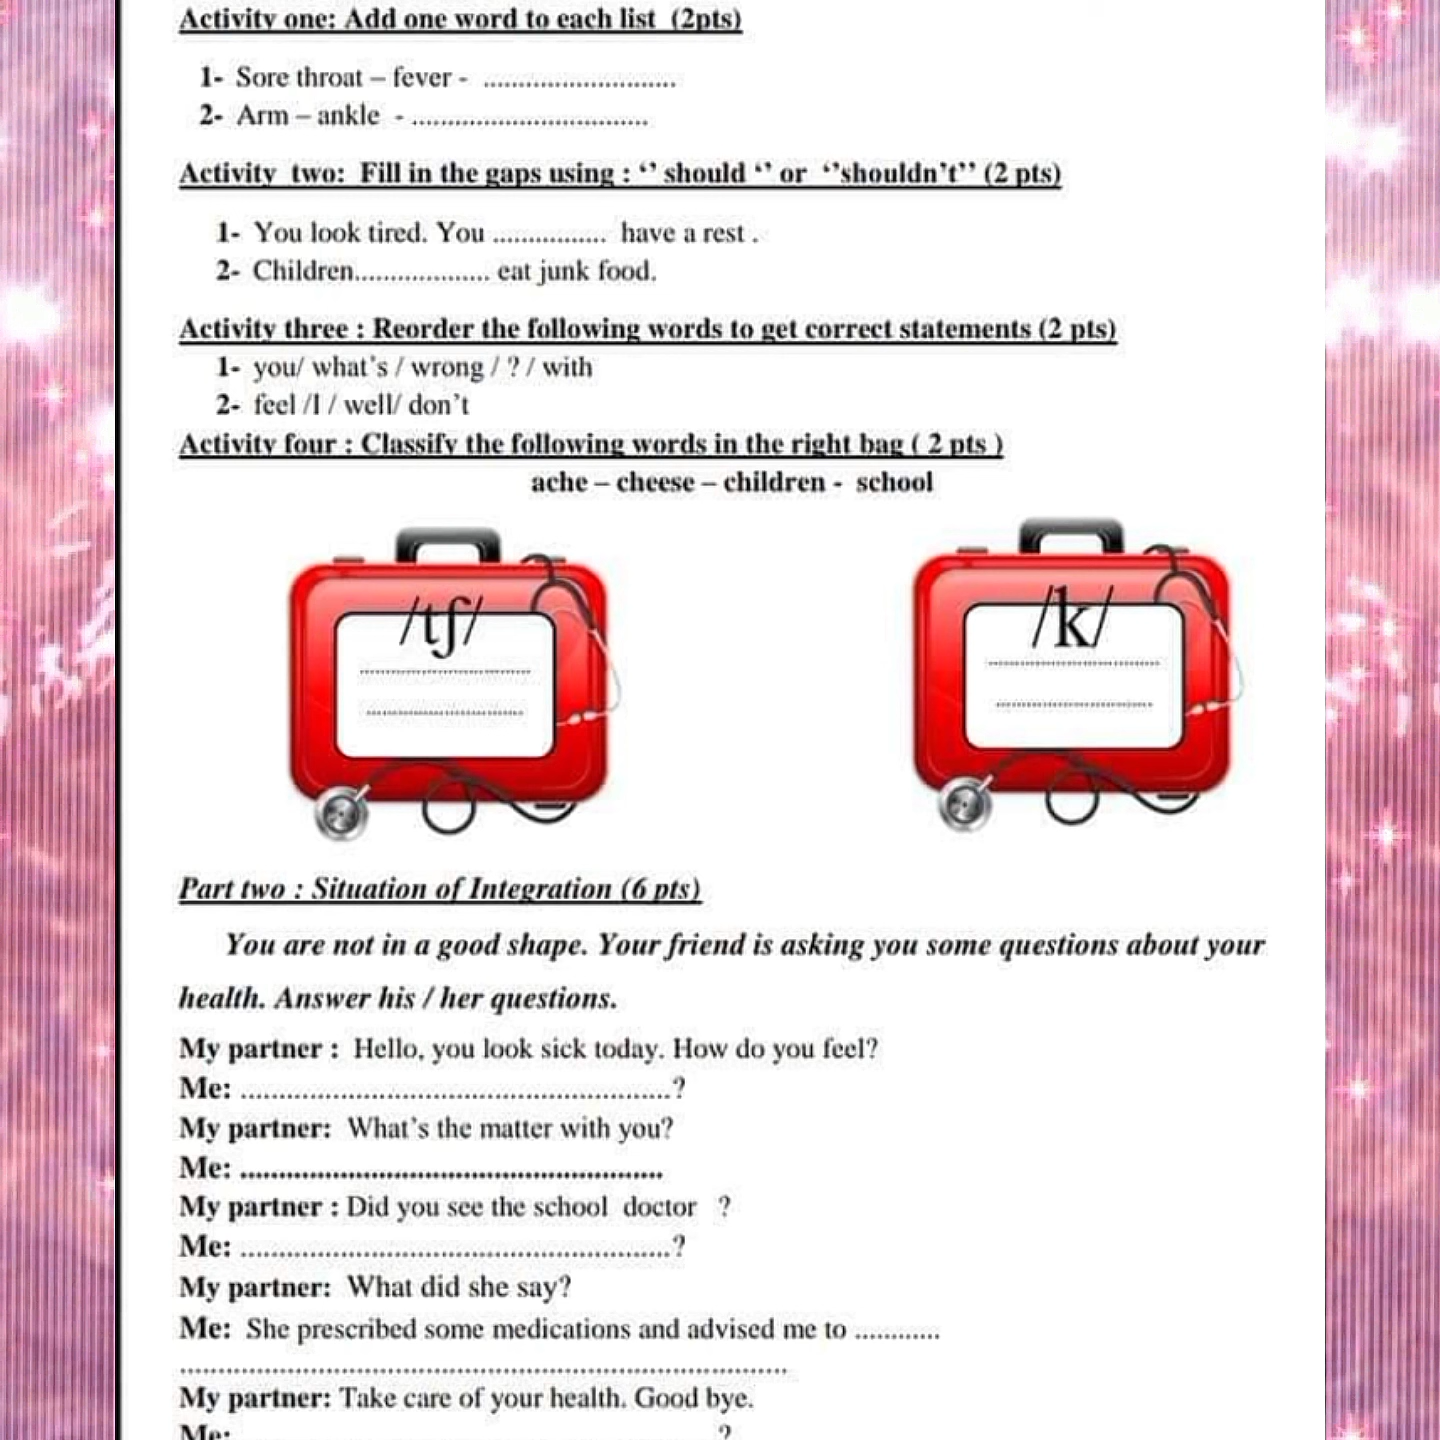 Activity one: Add one word to each list (2pts)
1- Sore throat – fever - ...........................
2- Arm – ankle - .................................
Activity two: Fill in the gaps using : ‘’ should ‘’ or ‘’shouldn’t’’ (2 pts)
1- You look tired. You ................ have a rest .
2- Children................... eat junk food.
Activity three : Reorder the following words to get correct statements (2 pts)
1- you/ what’s / wrong / ? / with
2- feel /I / well/ don’t
Activity four : Classify the following words in the right bag ( 2 pts )
ache – cheese – children - school
/tʃ/
/k/
Part two : Situation of Integration (6 pts)
You are not in a good shape. Your friend is asking you some questions about your
health. Answer his / her questions.
My partner : Hello, you look sick today. How do you feel?
Me: ........................................................?
My partner: What’s the matter with you?
Me: .......................................................
My partner : Did you see the school doctor ?
Me: ........................................................?
My partner: What did she say?
Me: She prescribed some medications and advised me to ............
...............................................................................
My partner: Take care of your health. Good bye.
Me: ..............................................................?